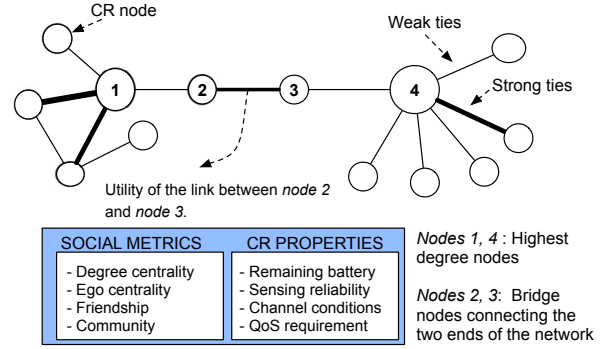 CR node
Weak ties
Strong ties
1
2
3
4
Utility of the link between node 2
and node 3.
SOCIAL METRICS
- Degree centrality
- Ego centrality
- Friendship
- Community
CR PROPERTIES
- Remaining battery
- Sensing reliability
- Channel conditions
- QoS requirement
Nodes 1, 4 : Highest
degree nodes
Nodes 2, 3: Bridge
nodes connecting the
two ends of the network